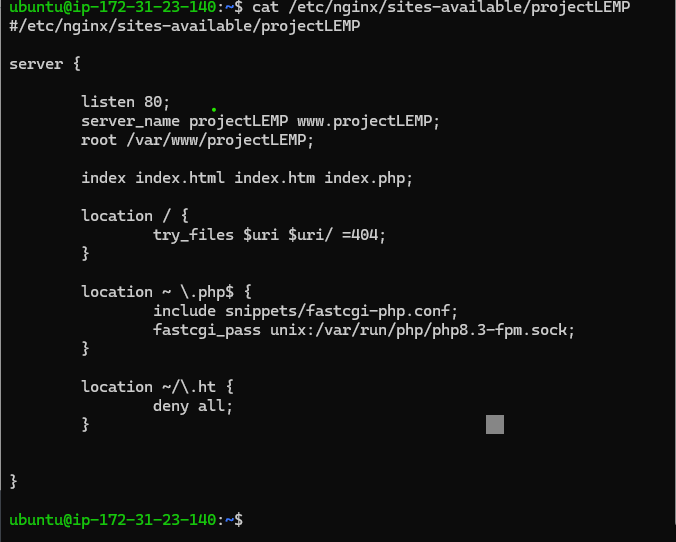 ubuntu@ip-172-31-23-140:~$ cat /etc/nginx/sites-available/projectLEMP
#/etc/nginx/sites-available/projectLEMP
server {
listen 80;
server_name projectLEMP www.projectLEMP;
root /var/www/projectLEMP;
index index.html index.htm index.php;
location / {
try_files $uri $uri/ =404;
}
location ~ \.php$ {
include snippets/fastcgi-php.conf;
fastcgi_pass unix:/var/run/php/php8.3-fpm.sock;
}
location ~/\.ht {
deny all;
}
}
ubuntu@ip-172-31-23-140:~$